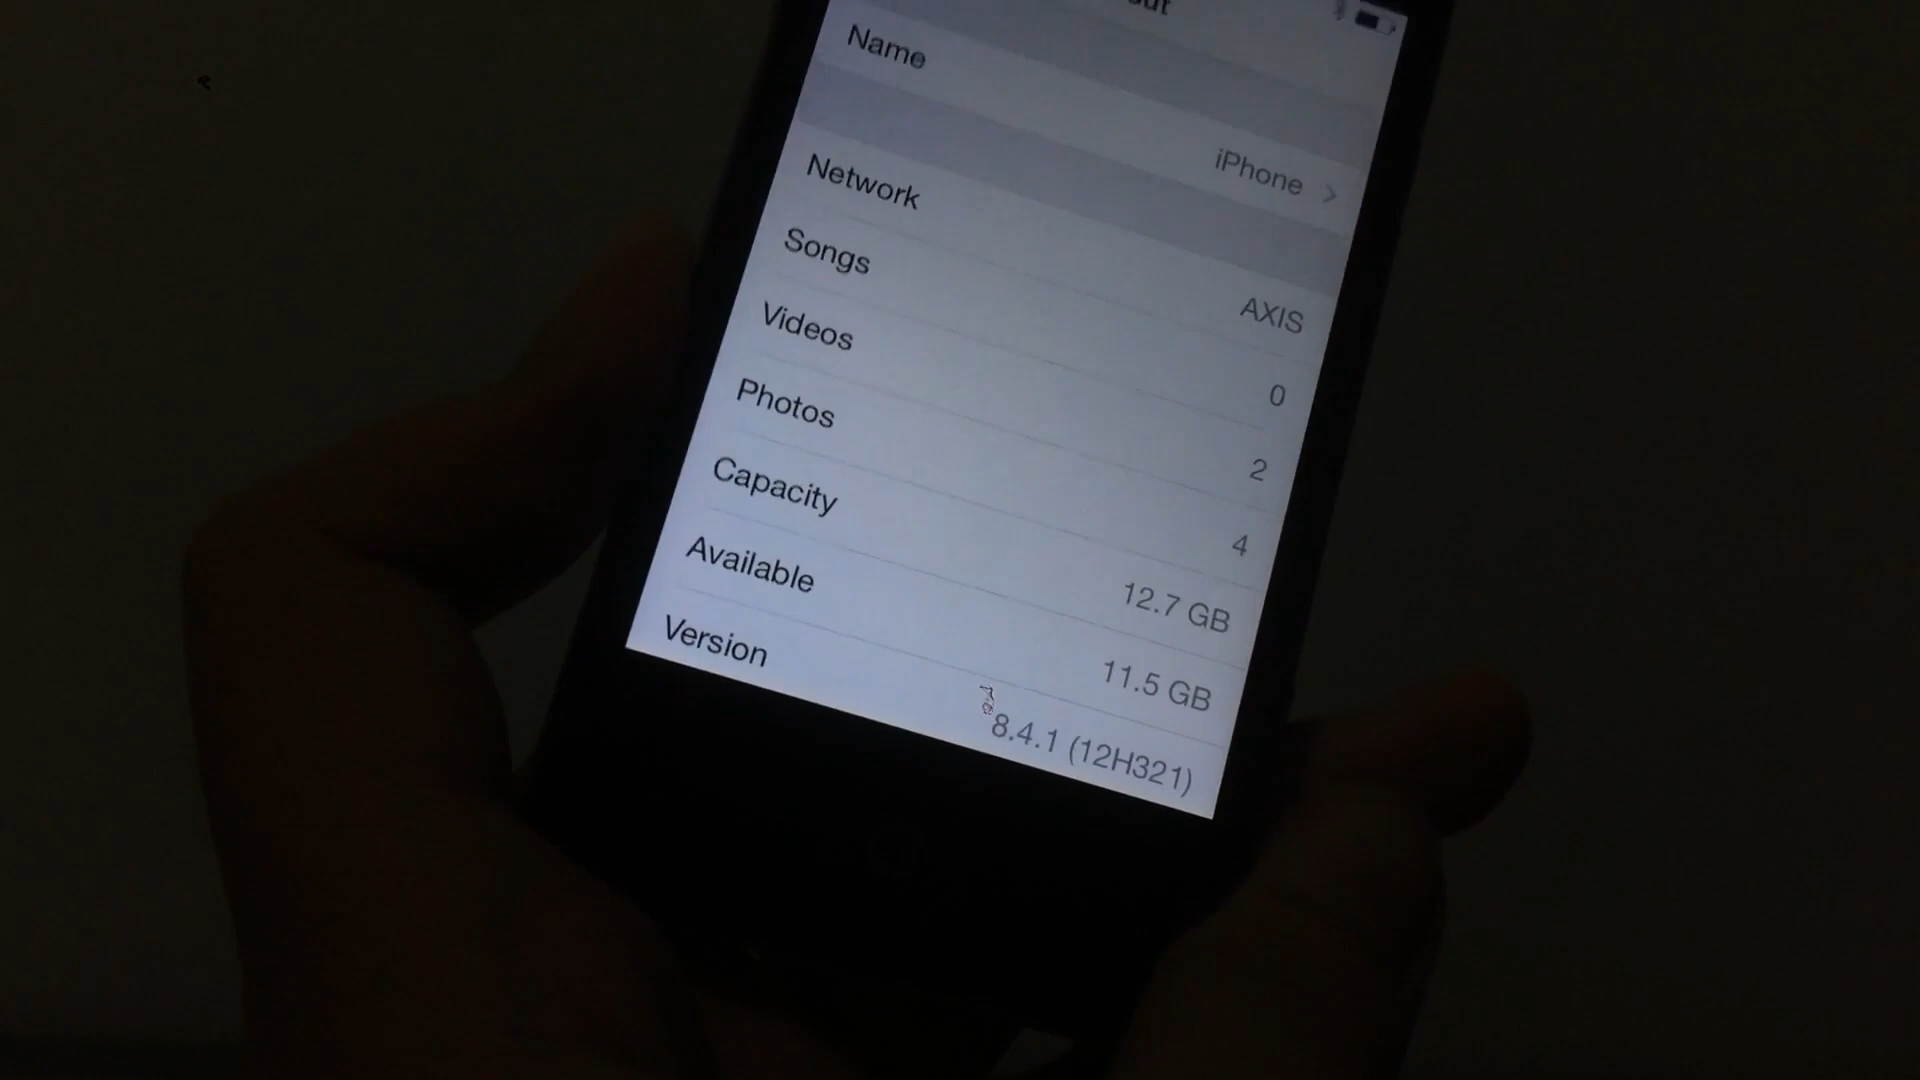 Name
iPhone >
Network
AXIS
Songs
0
Videos
2
Photos
4
Capacity
12.7 GB
Available
11.5 GB
Version
8.4.1 (12H321)